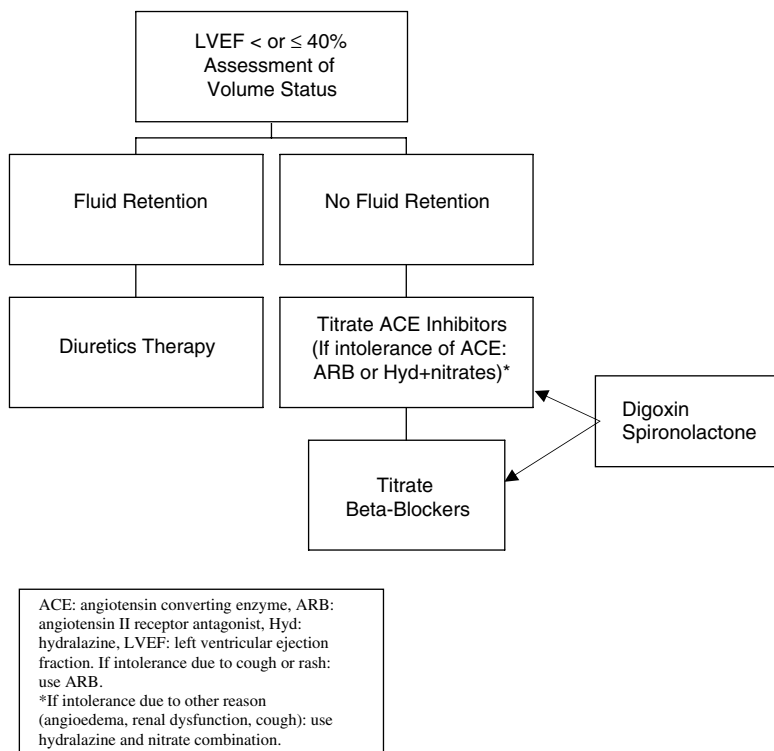 LVEF < or ≤ 40%
Assessment of
Volume Status
Fluid Retention
No Fluid Retention
Diuretics Therapy
Titrate ACE Inhibitors
(If intolerance of ACE:
ARB or Hyd+nitrates)*
Digoxin
Spironolactone
Titrate
Beta-Blockers
ACE: angiotensin converting enzyme, ARB:
angiotensin II receptor antagonist, Hyd:
hydralazine, LVEF: left ventricular ejection
fraction. If intolerance due to cough or rash:
use ARB.
*If intolerance due to other reason
(angioedema, renal dysfunction, cough): use
hydralazine and nitrate combination.